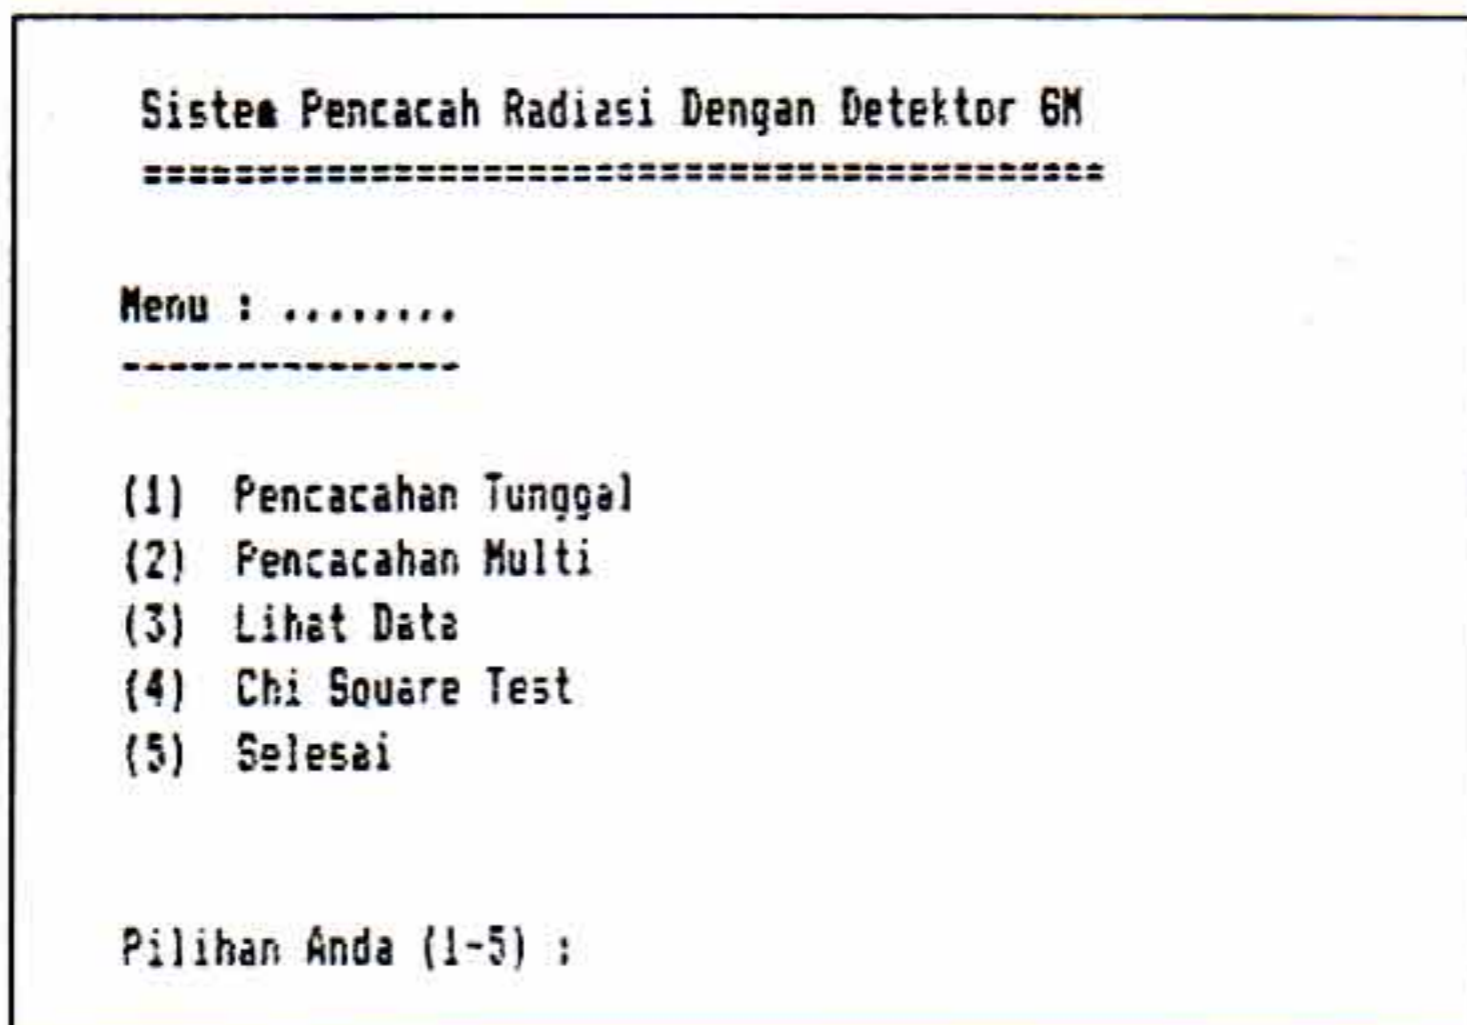 Sistem Pencacah Radiasi Dengan Detektor GM
==========================================
Menu : ........
---------------
(1) Pencacahan Tunggal
(2) Pencacahan Multi
(3) Lihat Data
(4) Chi Square Test
(5) Selesai
Pilihan Anda (1-5) :